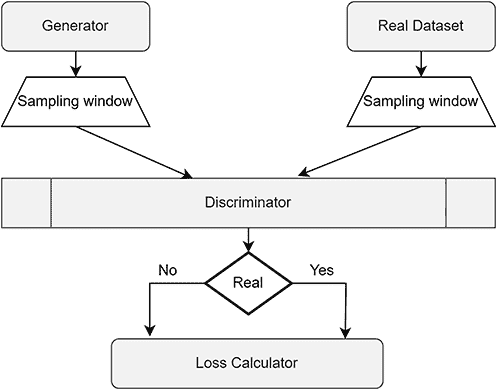 Generator
Real Dataset
Sampling window
Sampling window
Discriminator
Real
No
Yes
Loss Calculator